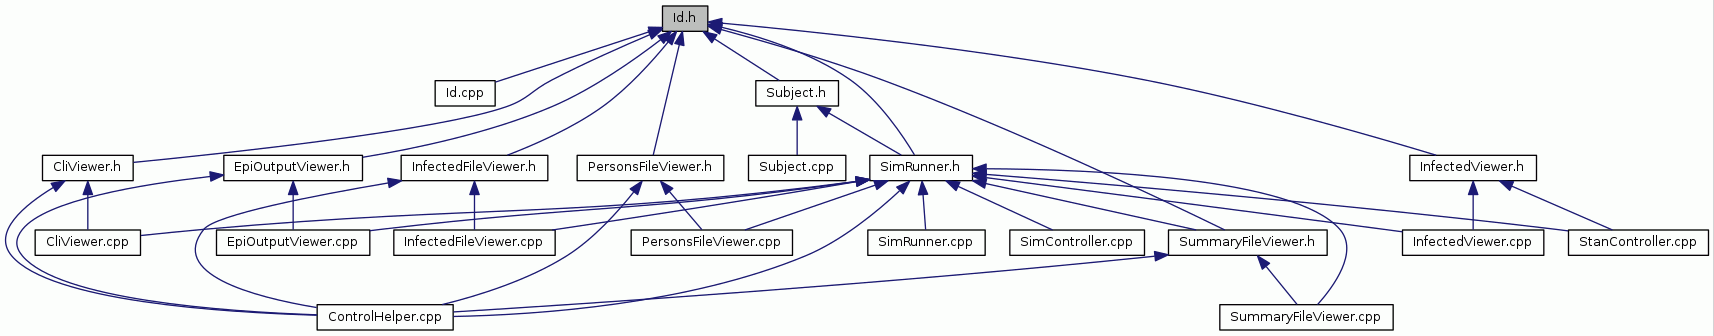 Id.h
Id.cpp
Subject.h
CliViewer.h
EpiOutputViewer.h
InfectedFileViewer.h
PersonsFileViewer.h
Subject.cpp
SimRunner.h
InfectedViewer.h
CliViewer.cpp
EpiOutputViewer.cpp
InfectedFileViewer.cpp
PersonsFileViewer.cpp
SimRunner.cpp
SimController.cpp
SummaryFileViewer.h
InfectedViewer.cpp
StanController.cpp
ControlHelper.cpp
SummaryFileViewer.cpp